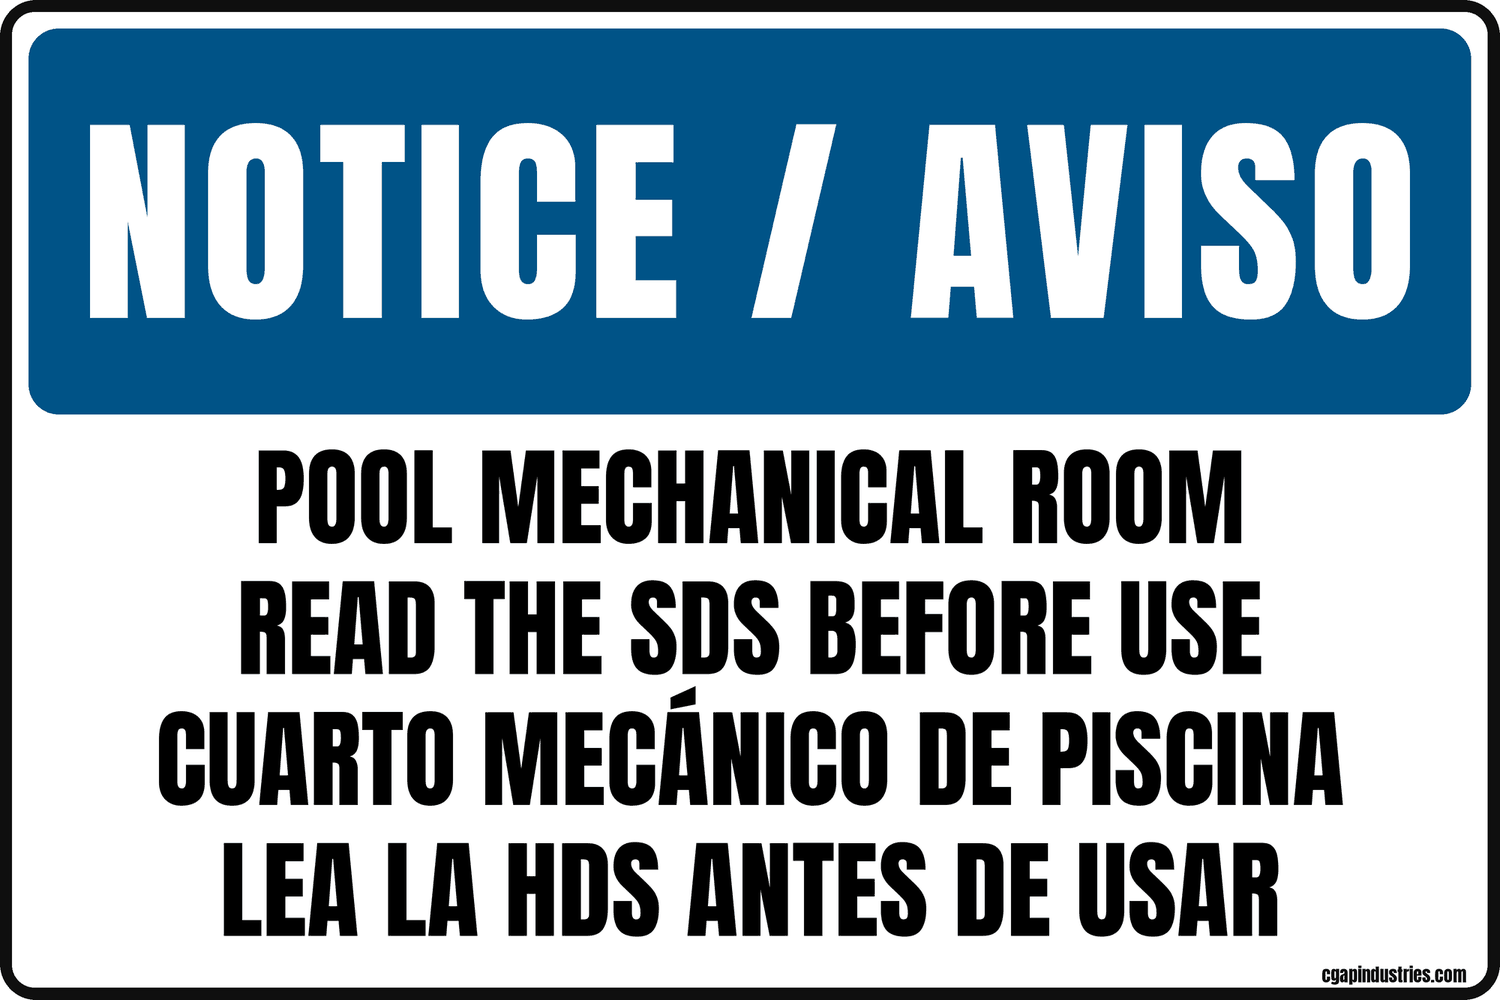 NOTICE / AVISO
POOL MECHANICAL ROOM
READ THE SDS BEFORE USE
CUARTO MECÁNICO DE PISCINA
LEA LA HDS ANTES DE USAR
cgapindustries.com